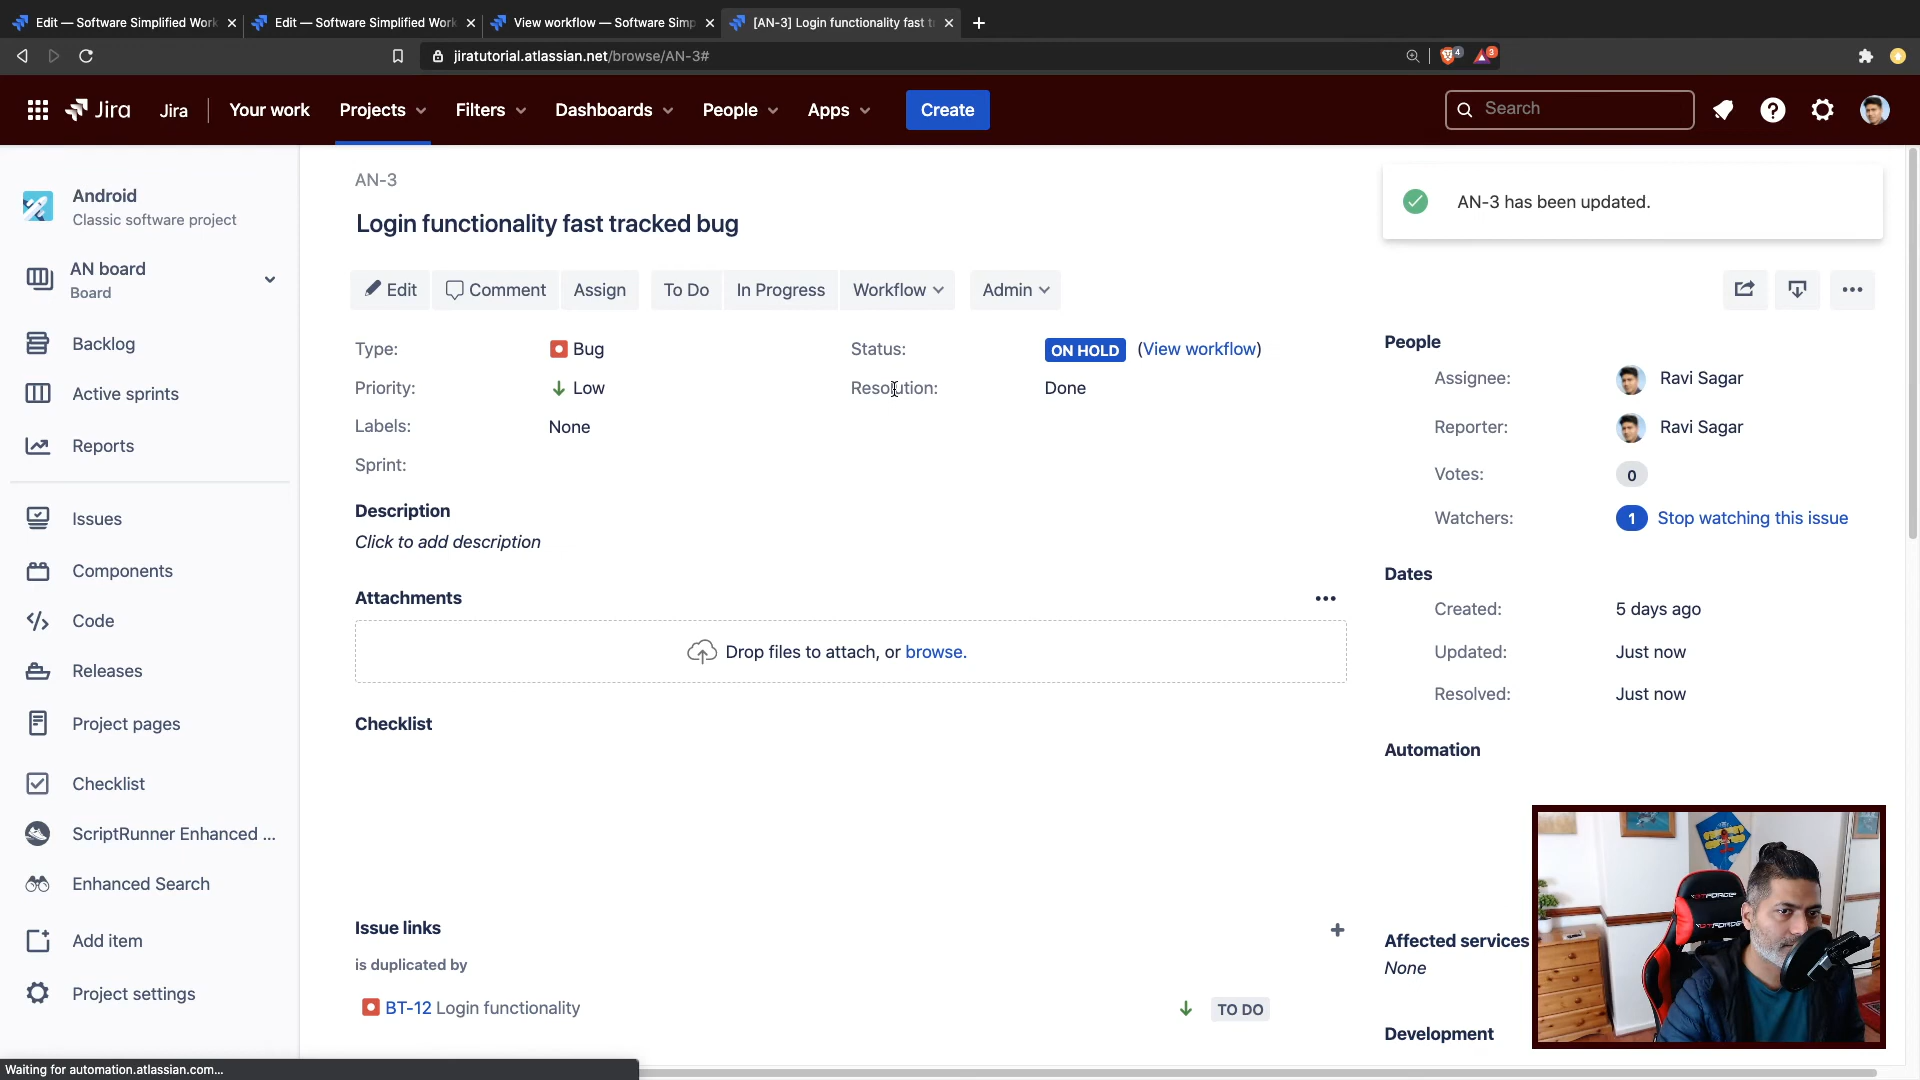 Edit — Software Simplified Work
Edit — Software Simplified Work
View workflow — Software Simp
[AN-3] Login functionality fast t
jiratutorial.atlassian.net/browse/AN-3#
4
3
Jira
Jira
Your work
Projects
Filters
Dashboards
People
Apps
Create
Search
Android
Classic software project
AN board
Board
Backlog
Active sprints
Reports
Issues
Components
Code
Releases
Project pages
Checklist
ScriptRunner Enhanced ...
Enhanced Search
Add item
Project settings
AN-3
Login functionality fast tracked bug
AN-3 has been updated.
Edit
Comment
Assign
To Do
In Progress
Workflow
Admin
Type:
Bug
Status:
ON HOLD (View workflow)
Priority:
Low
Resolution:
Done
Labels:
None
Sprint:
Description
Click to add description
Attachments
Drop files to attach, or browse.
Checklist
Issue links
is duplicated by
BT-12 Login functionality
TO DO
People
Assignee:
Ravi Sagar
Reporter:
Ravi Sagar
Votes:
0
Watchers:
1 Stop watching this issue
Dates
Created:
5 days ago
Updated:
Just now
Resolved:
Just now
Automation
Affected services
None
Development
Waiting for automation.atlassian.com...